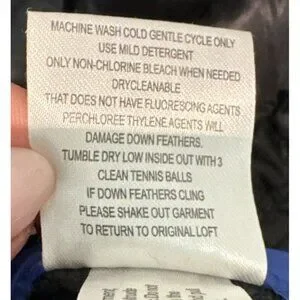 MACHINE WASH COLD GENTLE CYCLE ONLY
USE MILD DETERGENT
ONLY NON-CHLORINE BLEACH WHEN NEEDED
DRYCLEANABLE
THAT DOES NOT HAVE FLUORESCING AGENTS
PERCHLOREE THYLENE AGENTS WILL
DAMAGE DOWN FEATHERS.
TUMBLE DRY LOW INSIDE OUT WITH 3
CLEAN TENNIS BALLS
IF DOWN FEATHERS CLING
PLEASE SHAKE OUT GARMENT
TO RETURN TO ORIGINAL LOFT